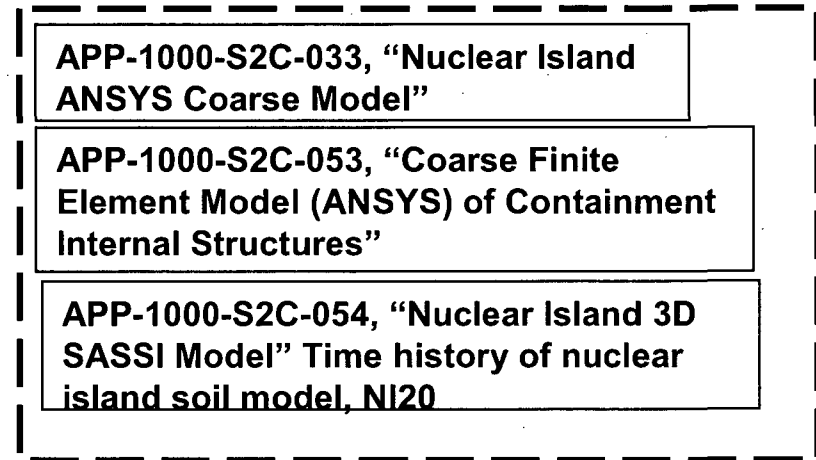 APP-1000-S2C-033, “Nuclear Island
ANSYS Coarse Model”
APP-1000-S2C-053, “Coarse Finite
Element Model (ANSYS) of Containment
Internal Structures”
APP-1000-S2C-054, “Nuclear Island 3D
SASSI Model” Time history of nuclear
island soil model, NI20